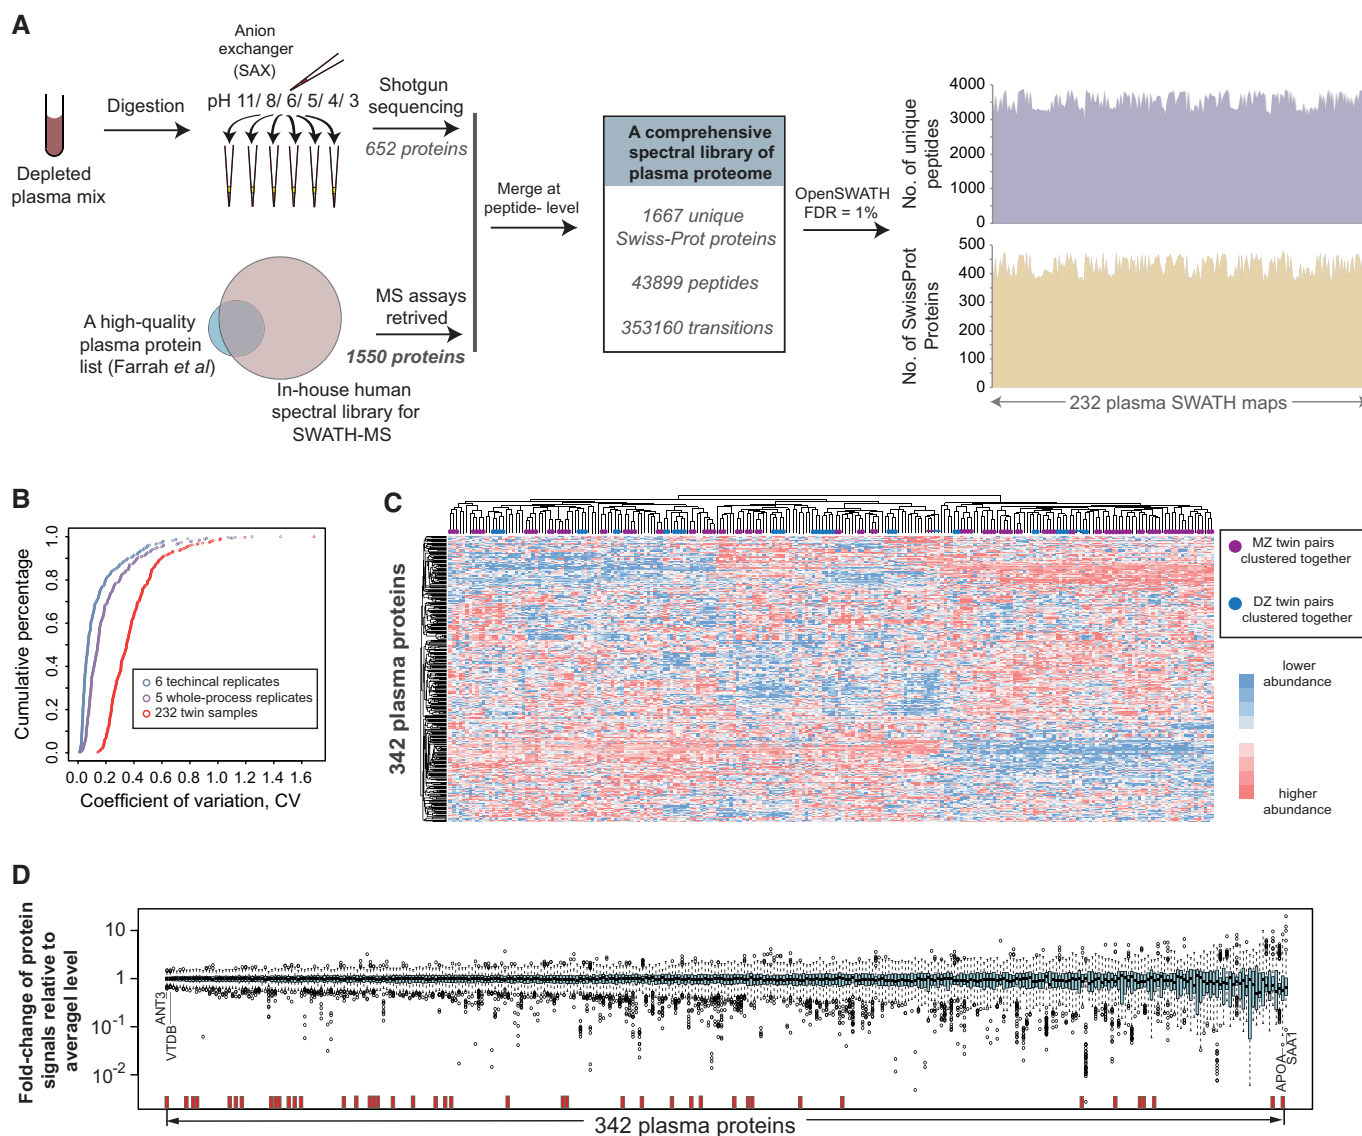 A
Anion
exchanger
(SAX)
Digestion
pH 11/ 8/ 6/ 5/ 4/ 3
Shotgun
sequencing
652 proteins
Depleted
plasma mix
A high-quality
plasma protein
list (Farrah et al)
In-house human
spectral library for
SWATH-MS
MS assays
retrived
1550 proteins
Merge at
peptide- level
A comprehensive
spectral library of
plasma proteome
1667 unique
Swiss-Prot proteins
43899 peptides
353160 transitions
OpenSWATH
FDR = 1%
No. of unique
peptides
4000
3000
2000
1000
0
No. of SwissProt
Proteins
500
400
300
200
100
0
232 plasma SWATH maps
B
Cumulative percentage
1.0
0.8
0.6
0.4
0.2
0.0
6 techincal replicates
5 whole-process replicates
232 twin samples
0.0 0.2 0.4 0.6 0.8 1.0 1.2 1.4 1.6
Coefficient of variation, CV
C
342 plasma proteins
MZ twin pairs
clustered together
DZ twin pairs
clustered together
lower
abundance
higher
abundance
D
Fold-change of protein
signals relative to
averagel level
10
1
10-1
10-2
VTDB
ANT3
APOA
SAA1
342 plasma proteins